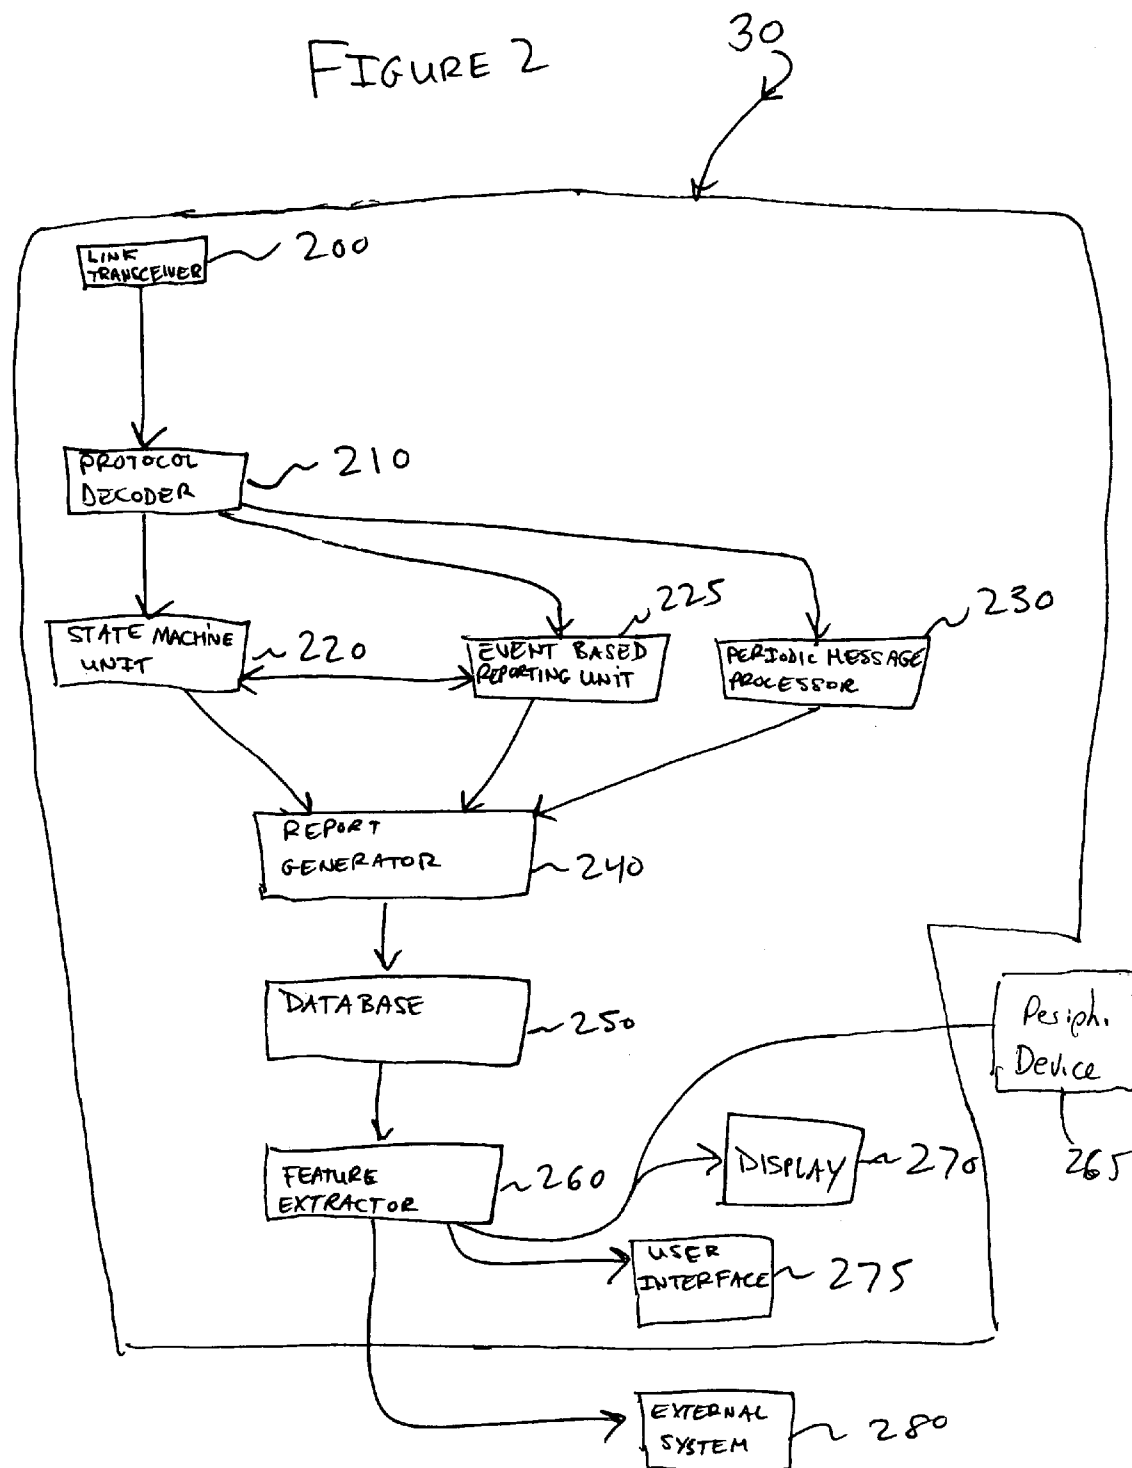 FIGURE 2
30
LINK
TRANSCEIVER
200
PROTOCOL
DECODER
210
STATE MACHINE
UNIT
220
EVENT BASED
REPORTING UNIT
225
PERIODIC MESSAGE
PROCESSOR
230
REPORT
GENERATOR
240
DATABASE
250
Periph.
Device
265
FEATURE
EXTRACTOR
260
DISPLAY
270
USER
INTERFACE
275
EXTERNAL
SYSTEM
280